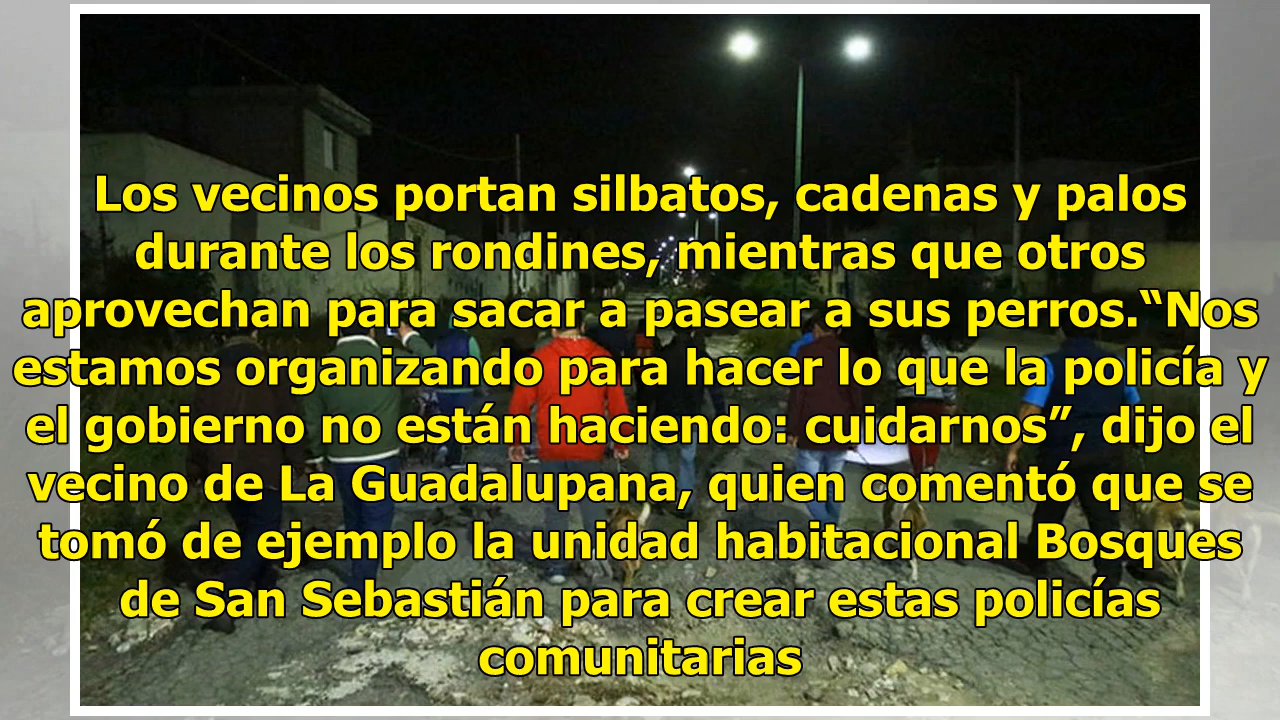 Los vecinos portan silbatos, cadenas y palos
durante los rondines, mientras que otros
aprovechan para sacar a pasear a sus perros.“Nos
estamos organizando para hacer lo que la policía y
el gobierno no están haciendo: cuidarnos”, dijo el
vecino de La Guadalupana, quien comentó que se
tomó de ejemplo la unidad habitacional Bosques
de San Sebastián para crear estas policías
comunitarias